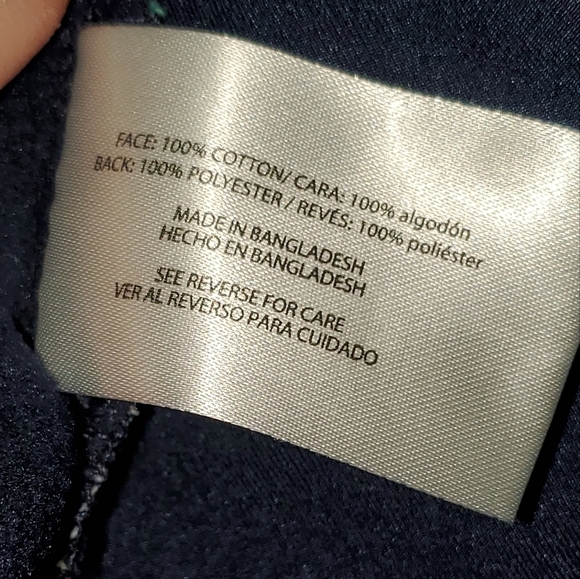 FACE: 100% COTTON/ CARA: 100% algodón
BACK: 100% POLYESTER / REVÉS: 100% poliéster
MADE IN BANGLADESH
HECHO EN BANGLADESH
SEE REVERSE FOR CARE
VER AL REVERSO PARA CUIDADO